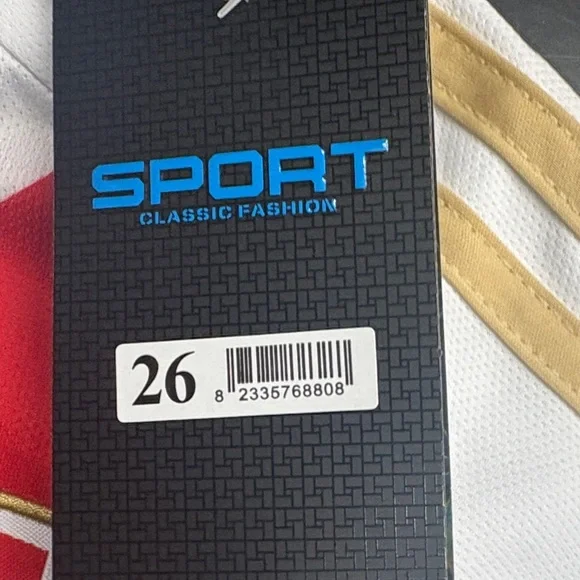 SPORT
CLASSIC FASHION
26
8 2335768808